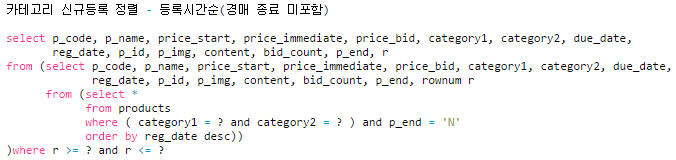 카테고리 신규등록 정렬 - 등록시간순(경매 종료 미포함)
select p_code, p_name, price_start, price_immediate, price_bid, category1, category2, due_date,
reg_date, p_id, p_img, content, bid_count, p_end, r
from (select p_code, p_name, price_start, price_immediate, price_bid, category1, category2, due_date,
reg_date, p_id, p_img, content, bid_count, p_end, rownum r
from (select *
from products
where ( category1 = ? and category2 = ? ) and p_end = 'N'
order by reg_date desc))
)where r >= ? and r <= ?